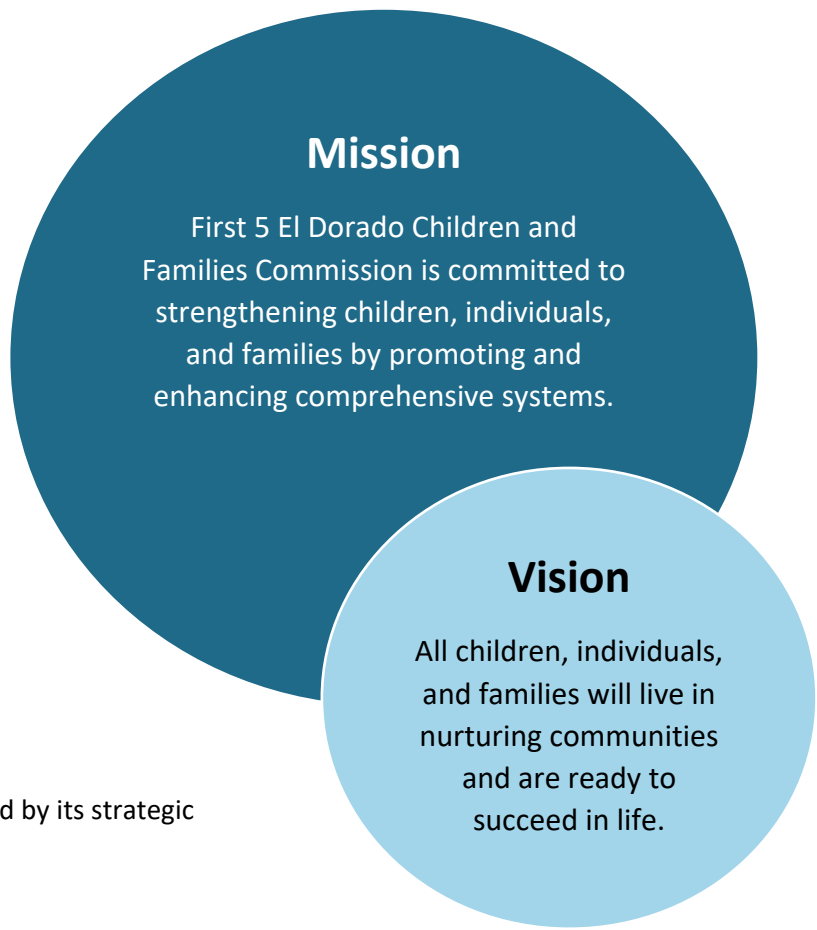 Mission
First 5 El Dorado Children and
Families Commission is committed to
strengthening children, individuals,
and families by promoting and
enhancing comprehensive systems.
Vision
All children, individuals,
and families will live in
nurturing communities
and are ready to
succeed in life.
d by its strategic